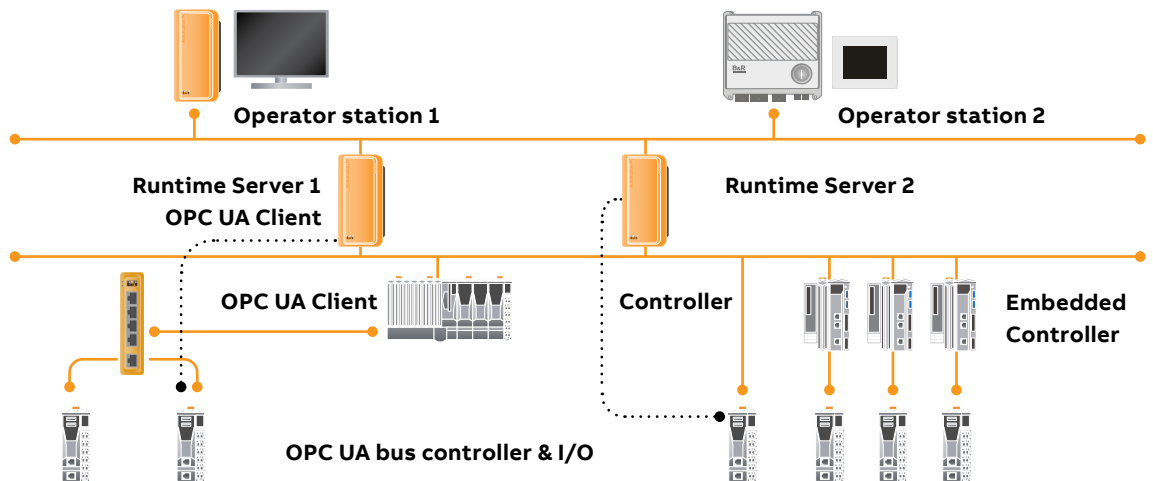 B&R
Operator station 1
Operator station 2
Runtime Server 1
OPC UA Client
Runtime Server 2
OPC UA Client
Controller
Embedded
Controller
OPC UA bus controller & I/O